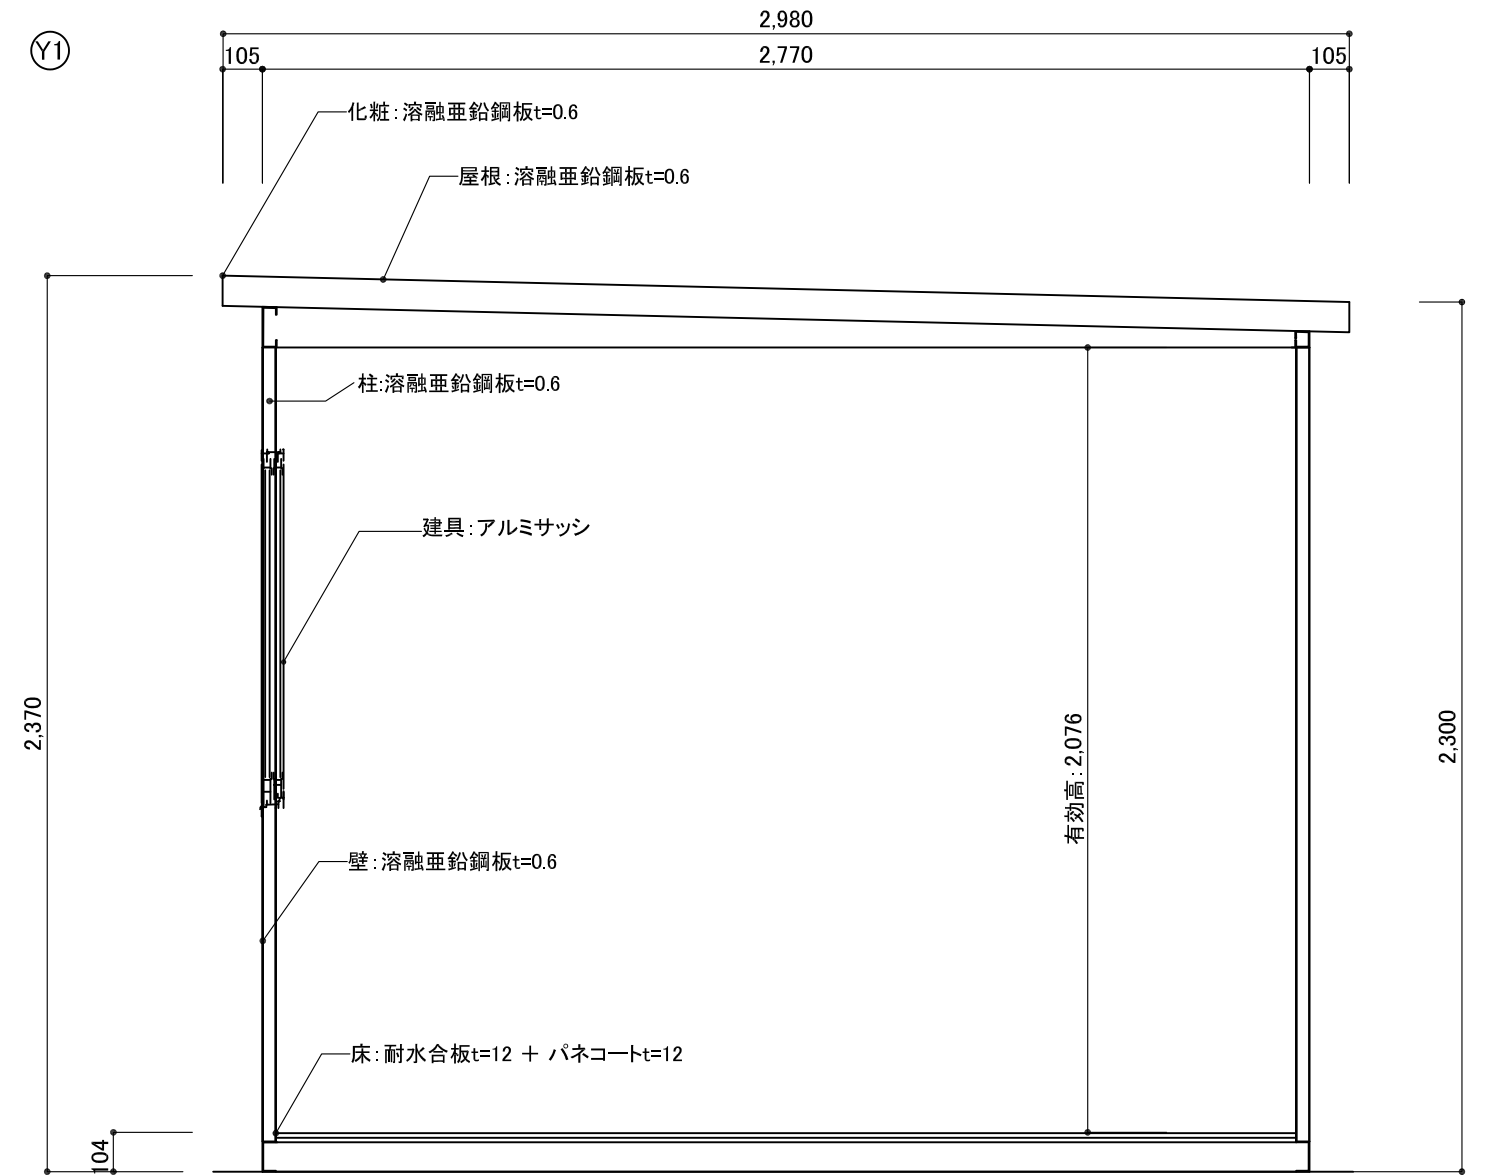 2,980
Y1
105
2,770
105
化粧:溶融亜鉛鋼板t=0.6
屋根:溶融亜鉛鋼板t=0.6
柱:溶融亜鉛鋼板t=0.6
建具:アルミサッシ
2,370
有効高:2,076
2,300
壁:溶融亜鉛鋼板t=0.6
床:耐水合板t=12 + パネコートt=12
104